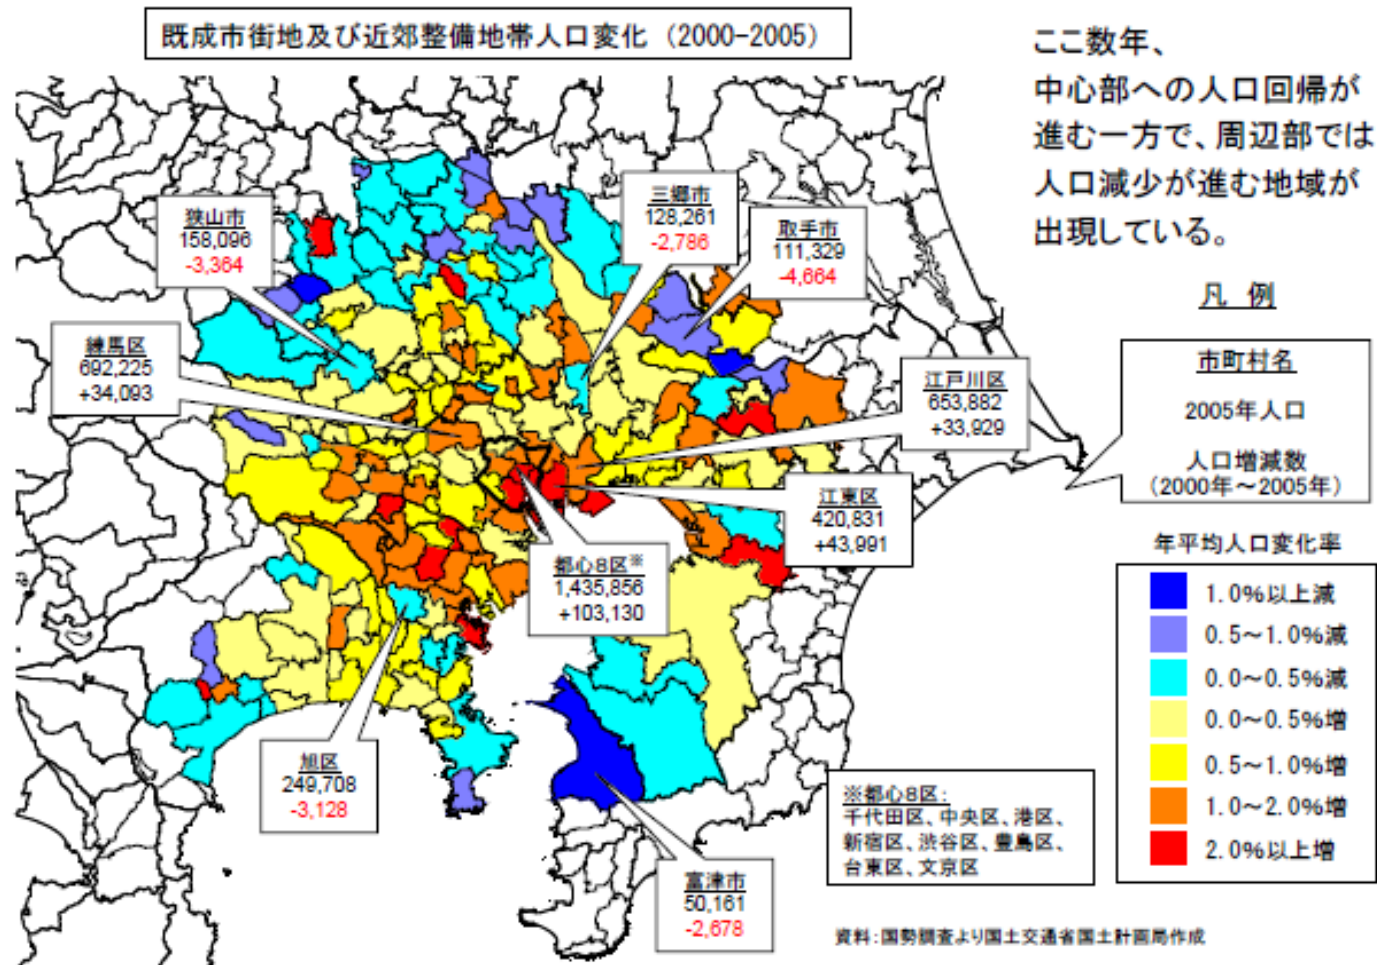 既成市街地及び近郊整備地帯人口変化（2000-2005）
ここ数年、
中心部への人口回帰が
進む一方で、周辺部では
人口減少が進む地域が
出現している。
狭山市
158,096
-3,364
三郷市
128,261
-2,786
取手市
111,329
-4,664
練馬区
692,225
+34,093
江戸川区
653,882
+33,929
江東区
420,831
+43,991
都心8区※
1,435,856
+103,130
旭区
249,708
-3,128
富津市
50,161
-2,678
凡 例
市町村名
2005年人口
人口増減数
（2000年～2005年）
年平均人口変化率
1.0%以上減
0.5～1.0%減
0.0～0.5%減
0.0～0.5%増
0.5～1.0%増
1.0～2.0%増
2.0%以上増
※都心8区：
千代田区、中央区、港区、
新宿区、渋谷区、豊島区、
台東区、文京区
資料：国勢調査より国土交通省国土計画局作成